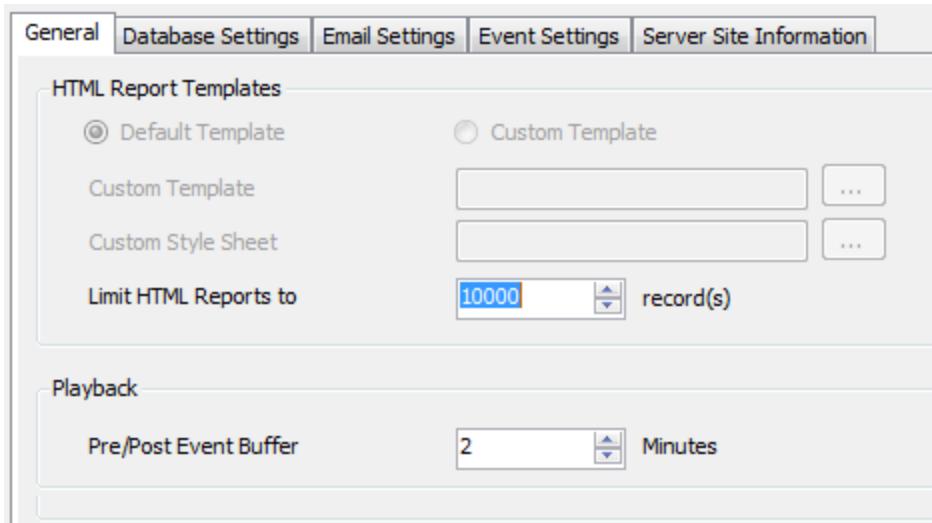 General Database Settings Email Settings Event Settings Server Site Information
HTML Report Templates
Default Template Custom Template
Custom Template ...
Custom Style Sheet ...
Limit HTML Reports to 10000 record(s)
Playback
Pre/Post Event Buffer 2 Minutes